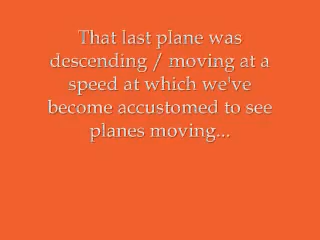 That last plane was
descending / moving at a
speed at which we've
become accustomed to see
planes moving...